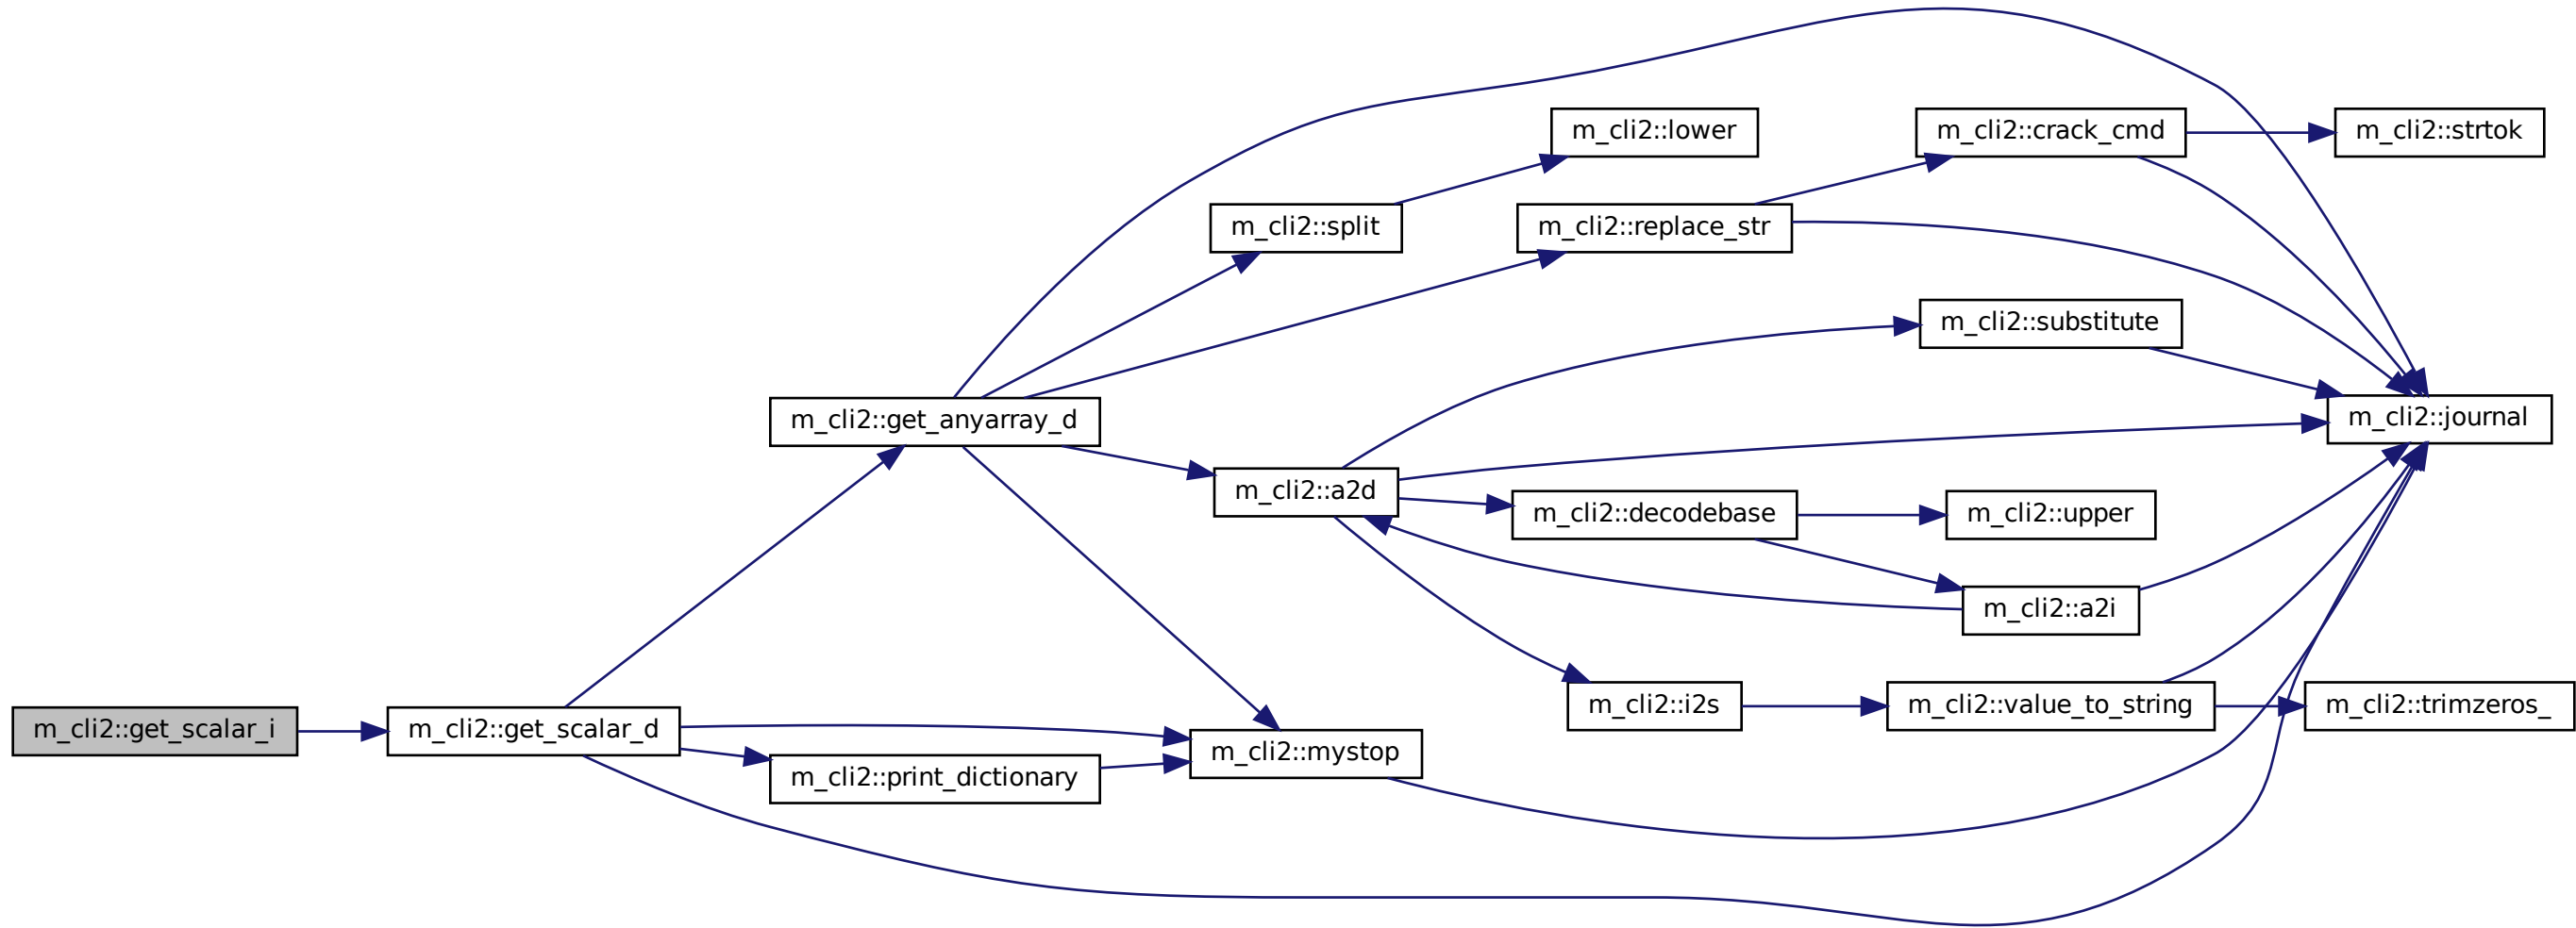 m_cli2::lower
m_cli2::crack_cmd
m_cli2::strtok
m_cli2::split
m_cli2::replace_str
m_cli2::substitute
m_cli2::get_anyarray_d
m_cli2::journal
m_cli2::a2d
m_cli2::decodebase
m_cli2::upper
m_cli2::a2i
m_cli2::i2s
m_cli2::value_to_string
m_cli2::trimzeros_
m_cli2::get_scalar_i
m_cli2::get_scalar_d
m_cli2::mystop
m_cli2::print_dictionary